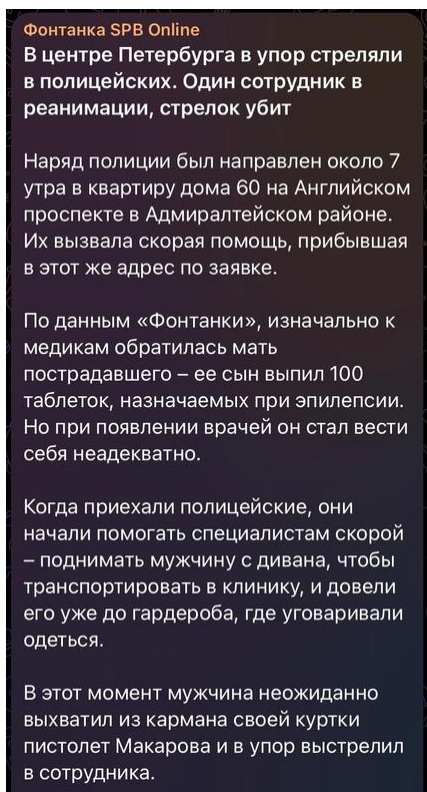 Фонтанка SPB Online
В центре Петербурга в упор стреляли
в полицейских. Один сотрудник в
реанимации, стрелок убит
Наряд полиции был направлен около 7
утра в квартиру дома 60 на Английском
проспекте в Адмиралтейском районе.
Их вызвала скорая помощь, прибывшая
в этот же адрес по заявке.
По данным «Фонтанки», изначально к
медикам обратилась мать
пострадавшего – ее сын выпил 100
таблеток, назначаемых при эпилепсии.
Но при появлении врачей он стал вести
себя неадекватно.
Когда приехали полицейские, они
начали помогать специалистам скорой
– поднимать мужчину с дивана, чтобы
транспортировать в клинику, и довели
его уже до гардероба, где уговаривали
одеться.
В этот момент мужчина неожиданно
выхватил из кармана своей куртки
пистолет Макарова и в упор выстрелил
в сотрудника.